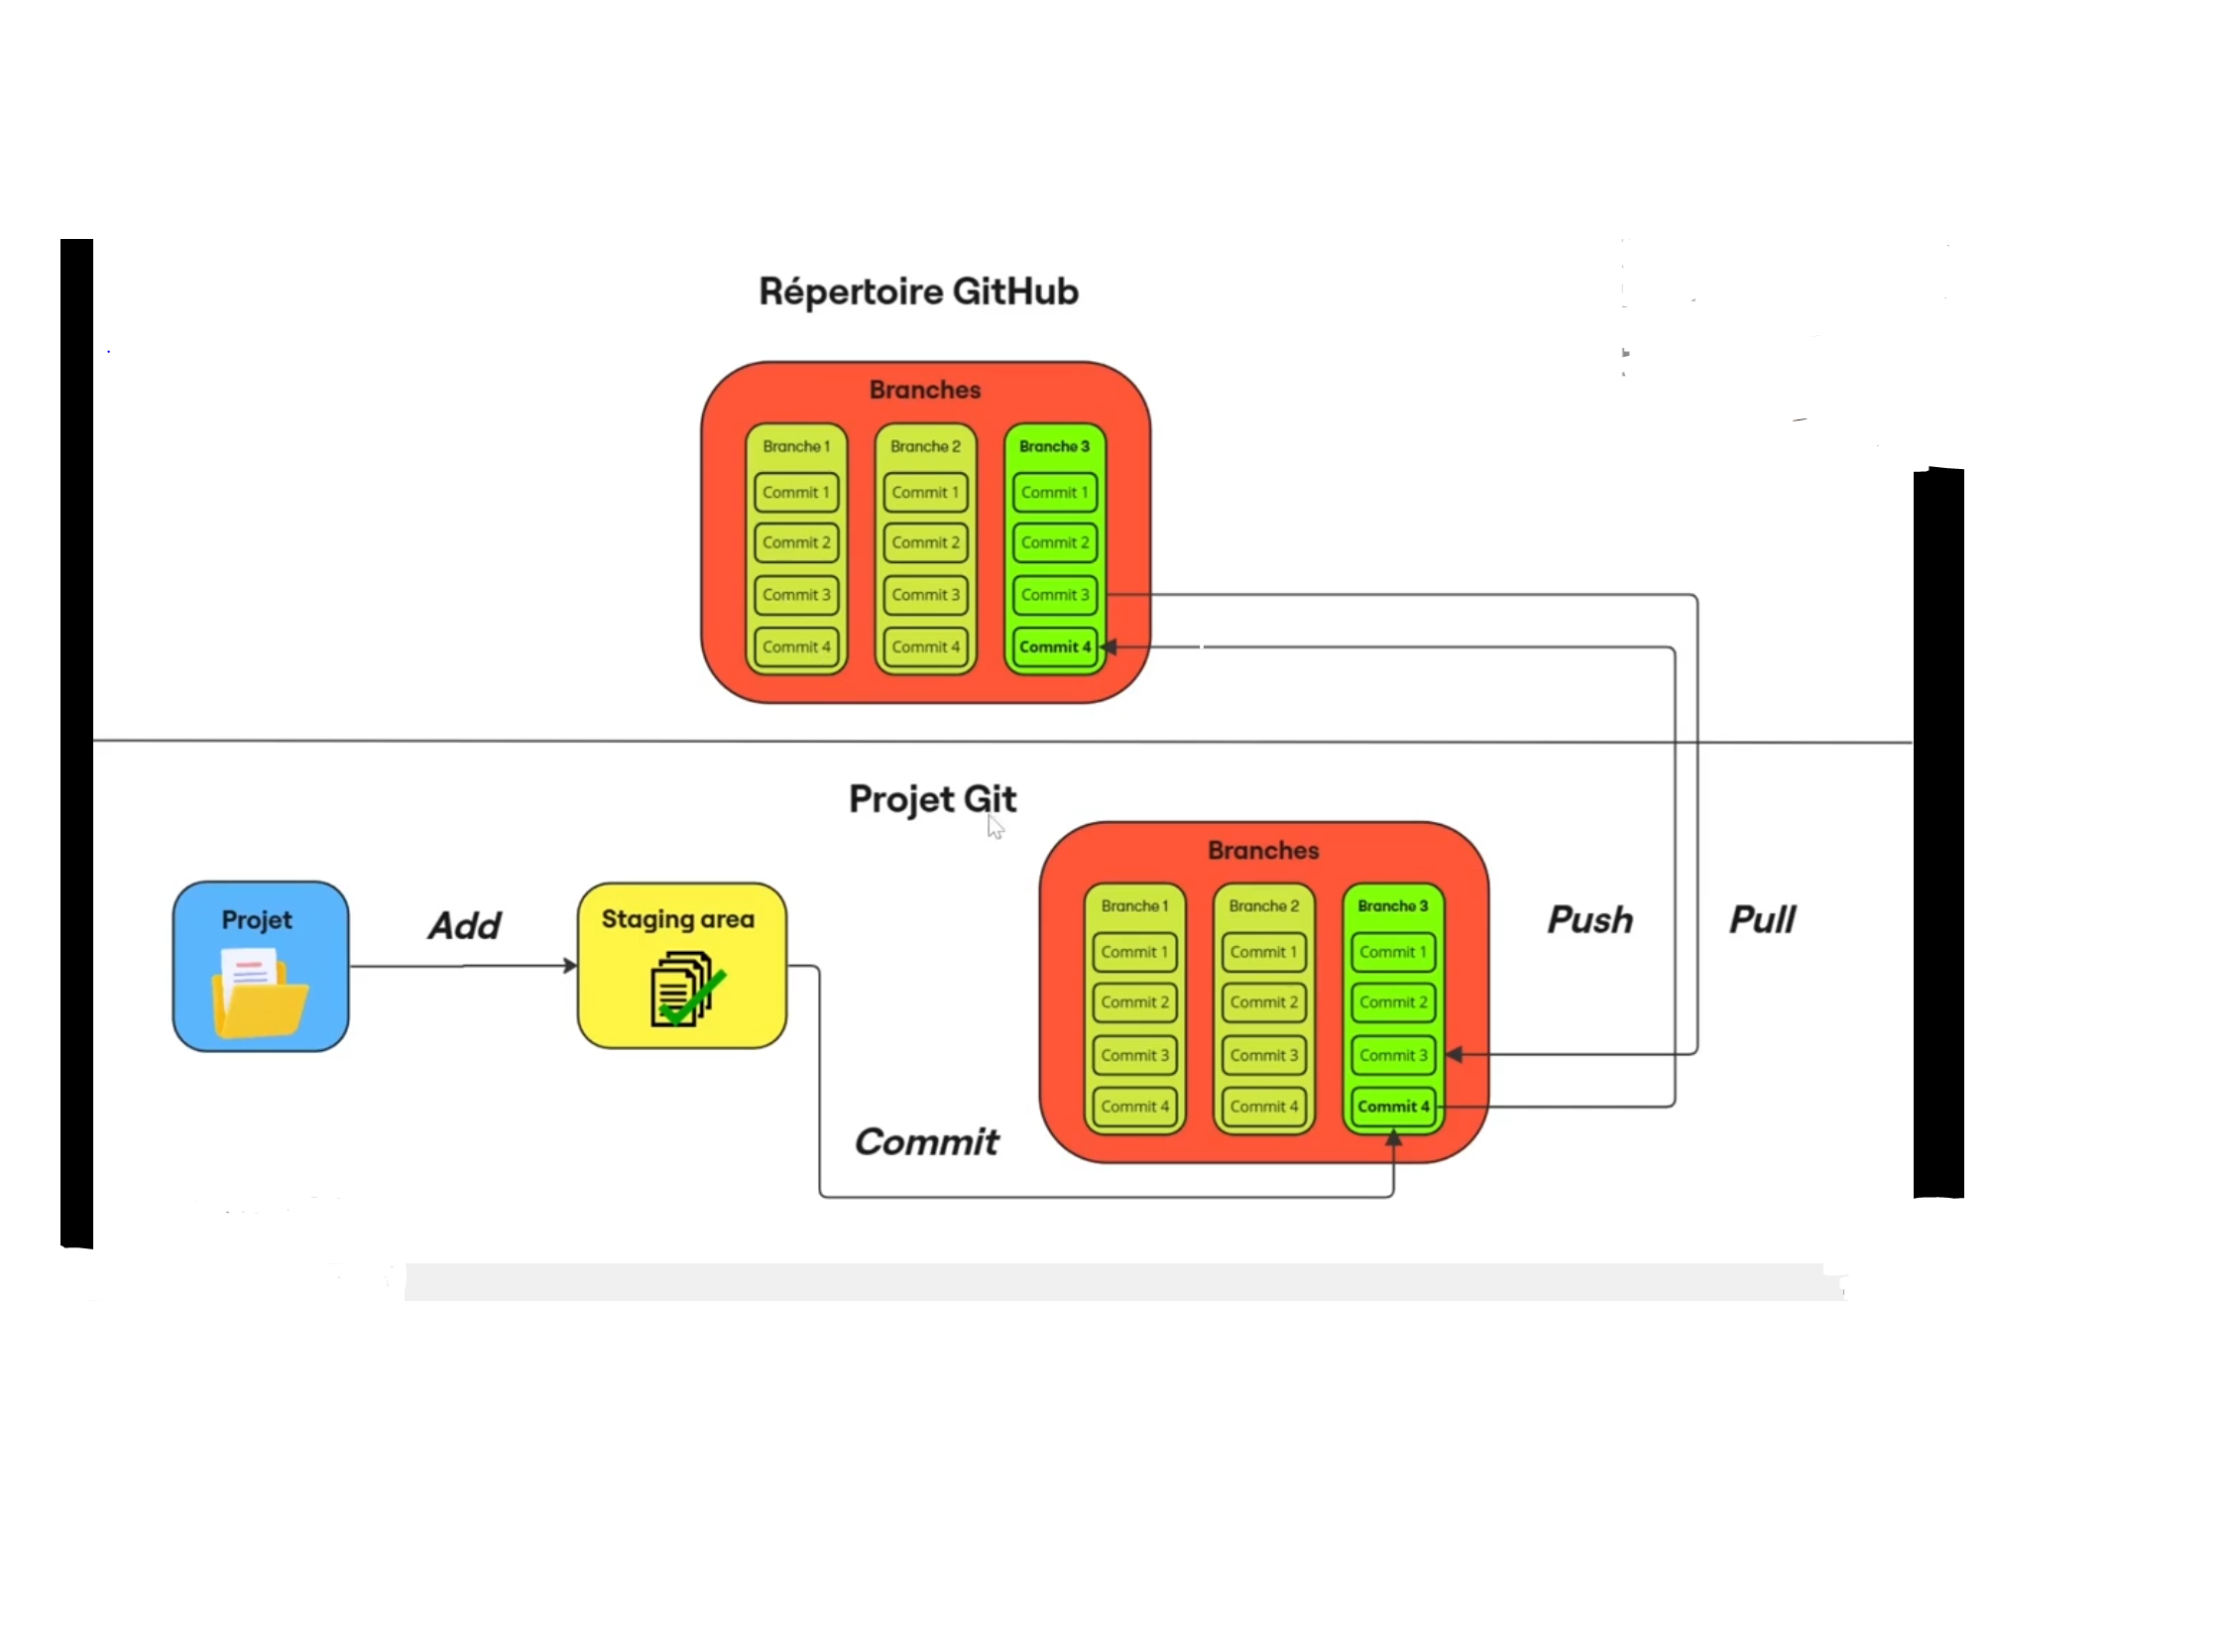 Répertoire GitHub
Branches
Branche 1
Commit 1
Commit 2
Commit 3
Commit 4
Branche 2
Commit 1
Commit 2
Commit 3
Commit 4
Branche 3
Commit 1
Commit 2
Commit 3
Commit 4
Projet Git
Projet
Add
Staging area
Commit
Branches
Branche 1
Commit 1
Commit 2
Commit 3
Commit 4
Branche 2
Commit 1
Commit 2
Commit 3
Commit 4
Branche 3
Commit 1
Commit 2
Commit 3
Commit 4
Push
Pull